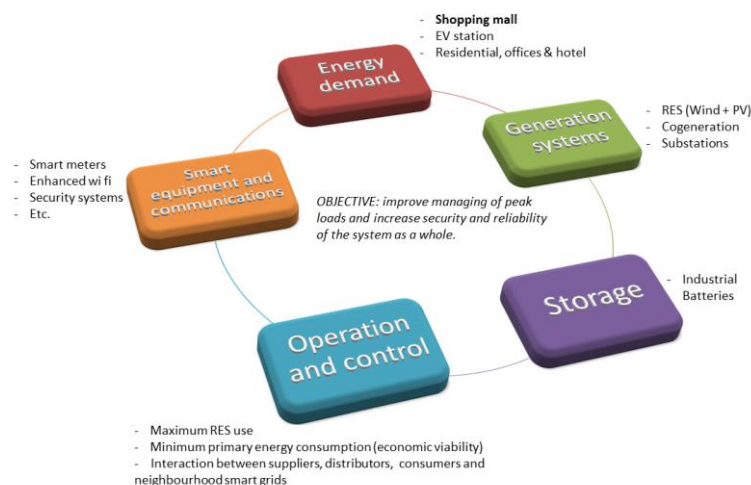 - Shopping mall
- EV station
- Residential, offices & hotel
Energy
demand
Generation
systems
- RES (Wind + PV)
- Cogeneration
- Substations
Smart
equipment and
communications
- Smart meters
- Enhanced wi fi
- Security systems
- Etc.
OBJECTIVE: improve managing of peak
loads and increase security and reliability
of the system as a whole.
Storage
- Industrial
Batteries
Operation
and control
- Maximum RES use
- Minimum primary energy consumption (economic viability)
- Interaction between suppliers, distributors, consumers and
neighbourhood smart grids